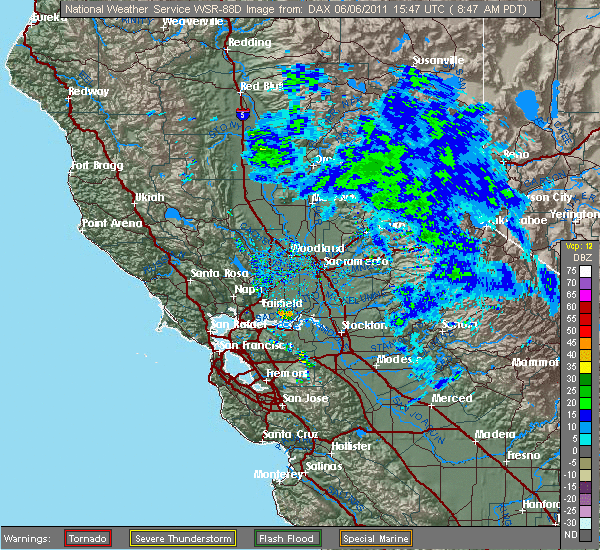 National Weather Service WSR-88D Image from: DAX 06/06/2011 15:47 UTC ( 8:47 AM PDT)
Eureka
Weaverville
Redding
Susanville
Redway
Red Bluff
5
Fort Bragg
Reno
Ukiah
son City
Yerington
Point Arena
Tahoe
Woodland
Sacramento
Santa Rosa
Napa
Fairfield
San Rafael
Stockton
Sonora
San Francisco
Modesto
Mammoth
Fremont
San Jose
Merced
Santa Cruz
Madera
Hollister
Fresno
Salinas
Monterey
Hanford
SAN JOAQUIN
Vcp: 12
DBZ
75
70
65
60
55
50
45
40
35
30
25
20
15
10
5
0
-5
-10
-15
-20
-25
-30
ND
Warnings:
Tornado
Severe Thunderstorm
Flash Flood
Special Marine